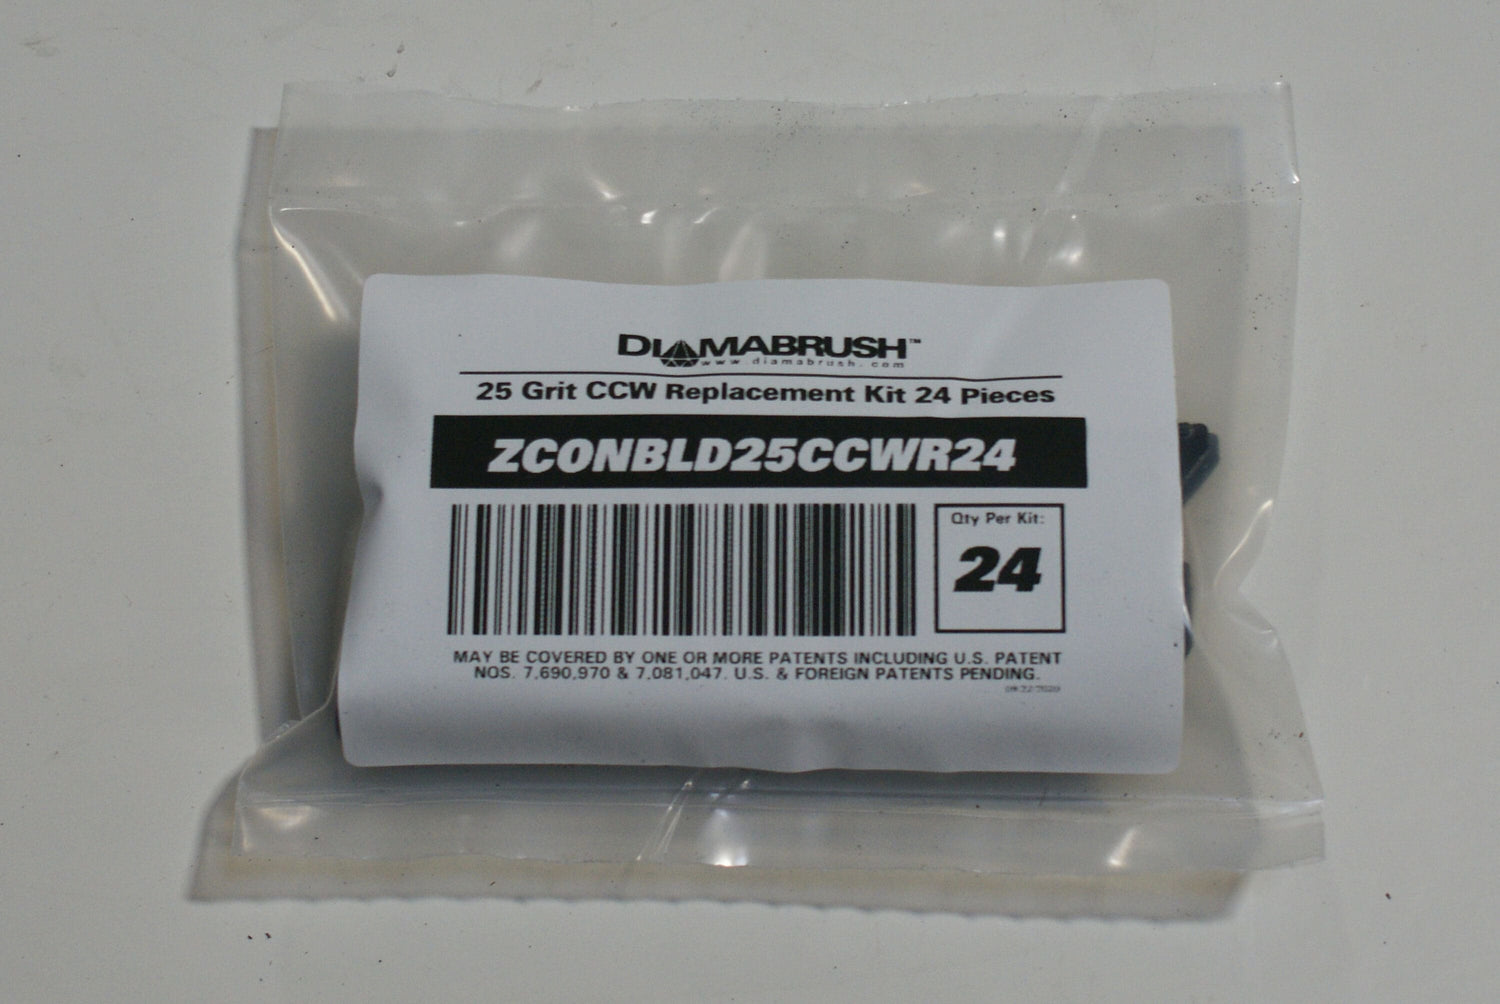 DIAMABRUSH™
www.diamabrush.com
25 Grit CCW Replacement Kit 24 Pieces
ZCONBLD25CCWR24
Qty Per Kit:
24
MAY BE COVERED BY ONE OR MORE PATENTS INCLUDING U.S. PATENT
NOS. 7,690,970 & 7,081,047. U.S. & FOREIGN PATENTS PENDING.